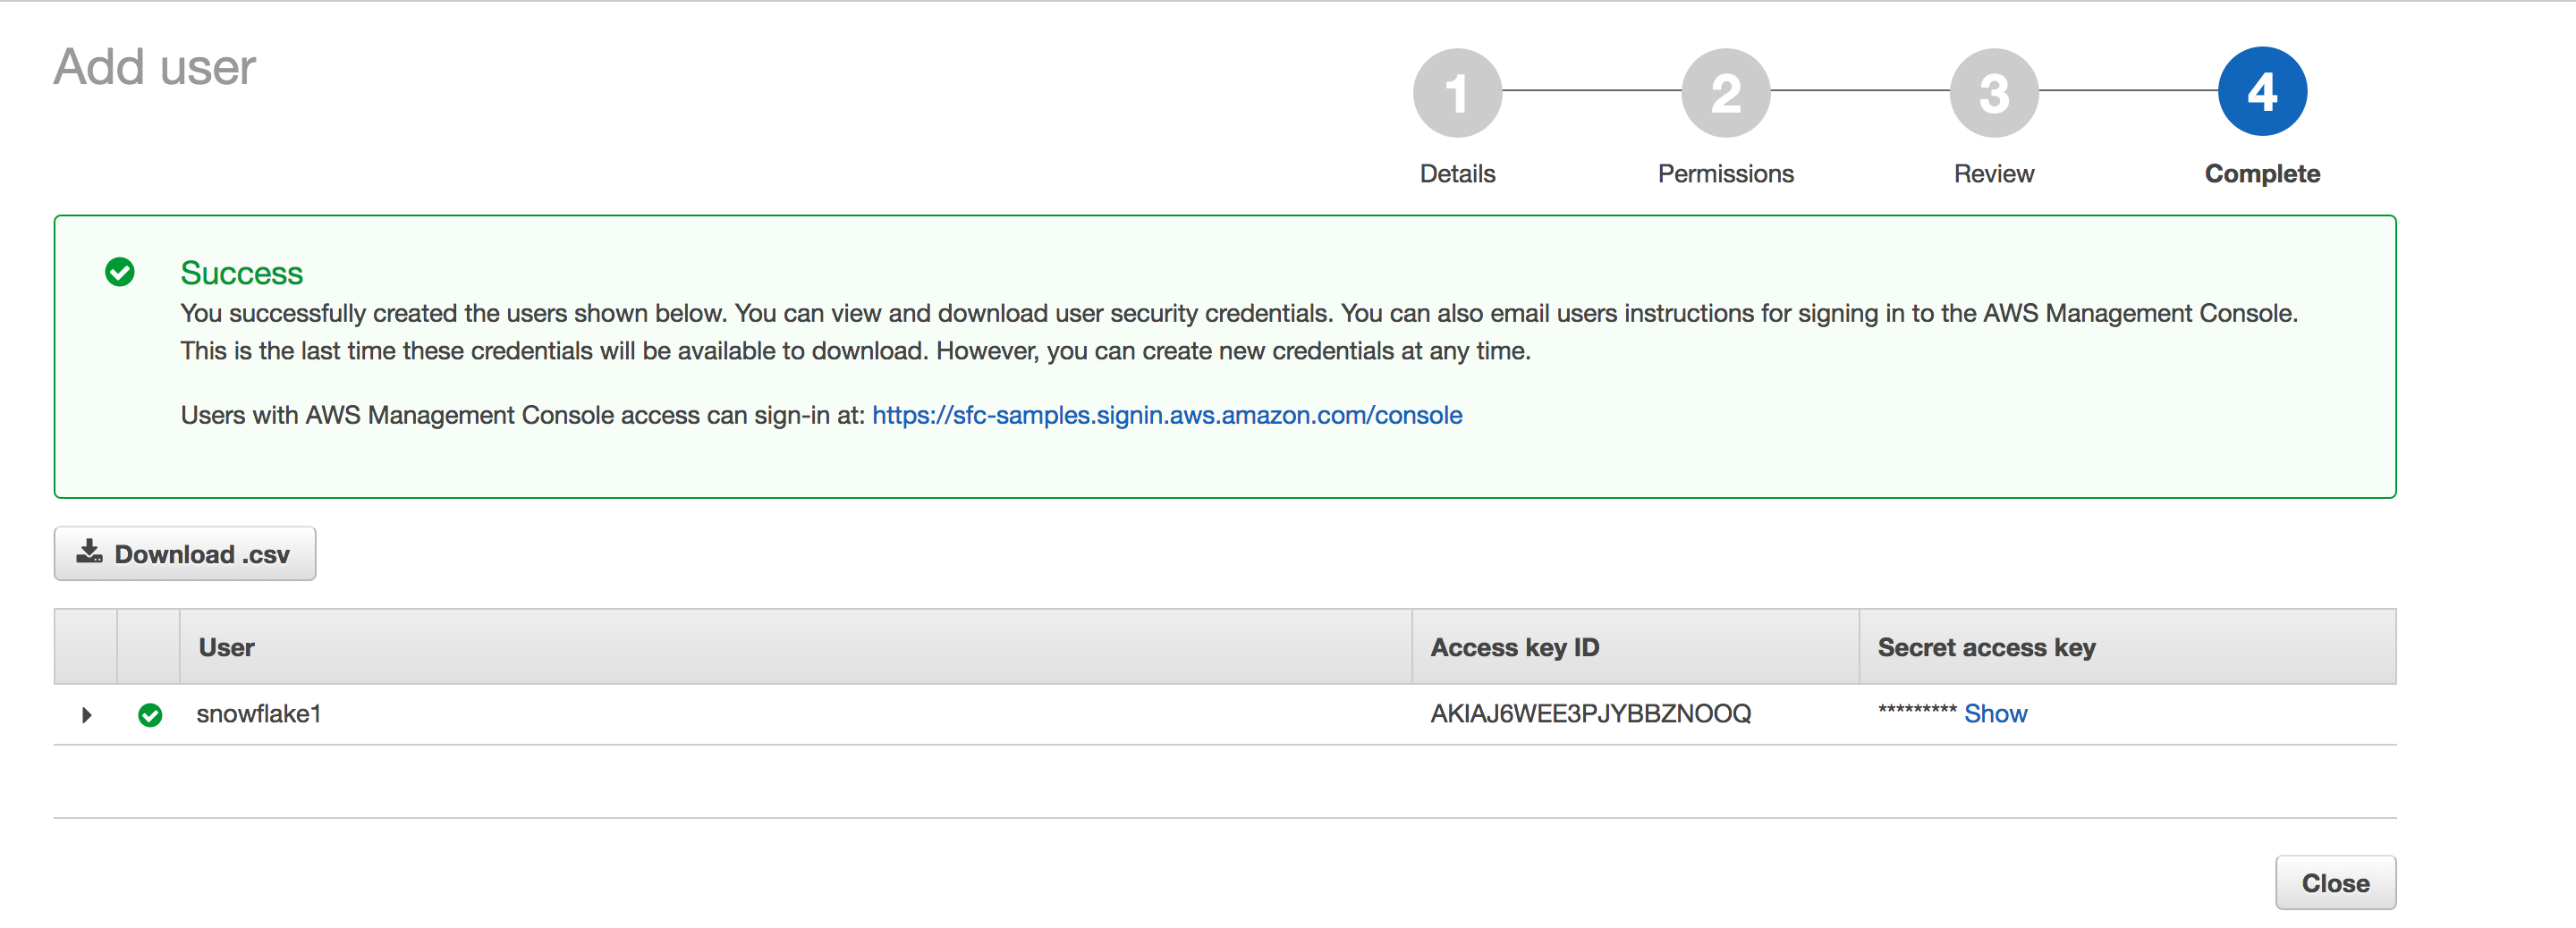 Add user
1
2
3
4
Details
Permissions
Review
Complete
Success
You successfully created the users shown below. You can view and download user security credentials. You can also email users instructions for signing in to the AWS Management Console.
This is the last time these credentials will be available to download. However, you can create new credentials at any time.
Users with AWS Management Console access can sign-in at: https://sfc-samples.signin.aws.amazon.com/console
Download .csv
User Access key ID Secret access key
snowflake1 AKIAJ6WEE3PJYBBZNOOQ ********* Show
Close